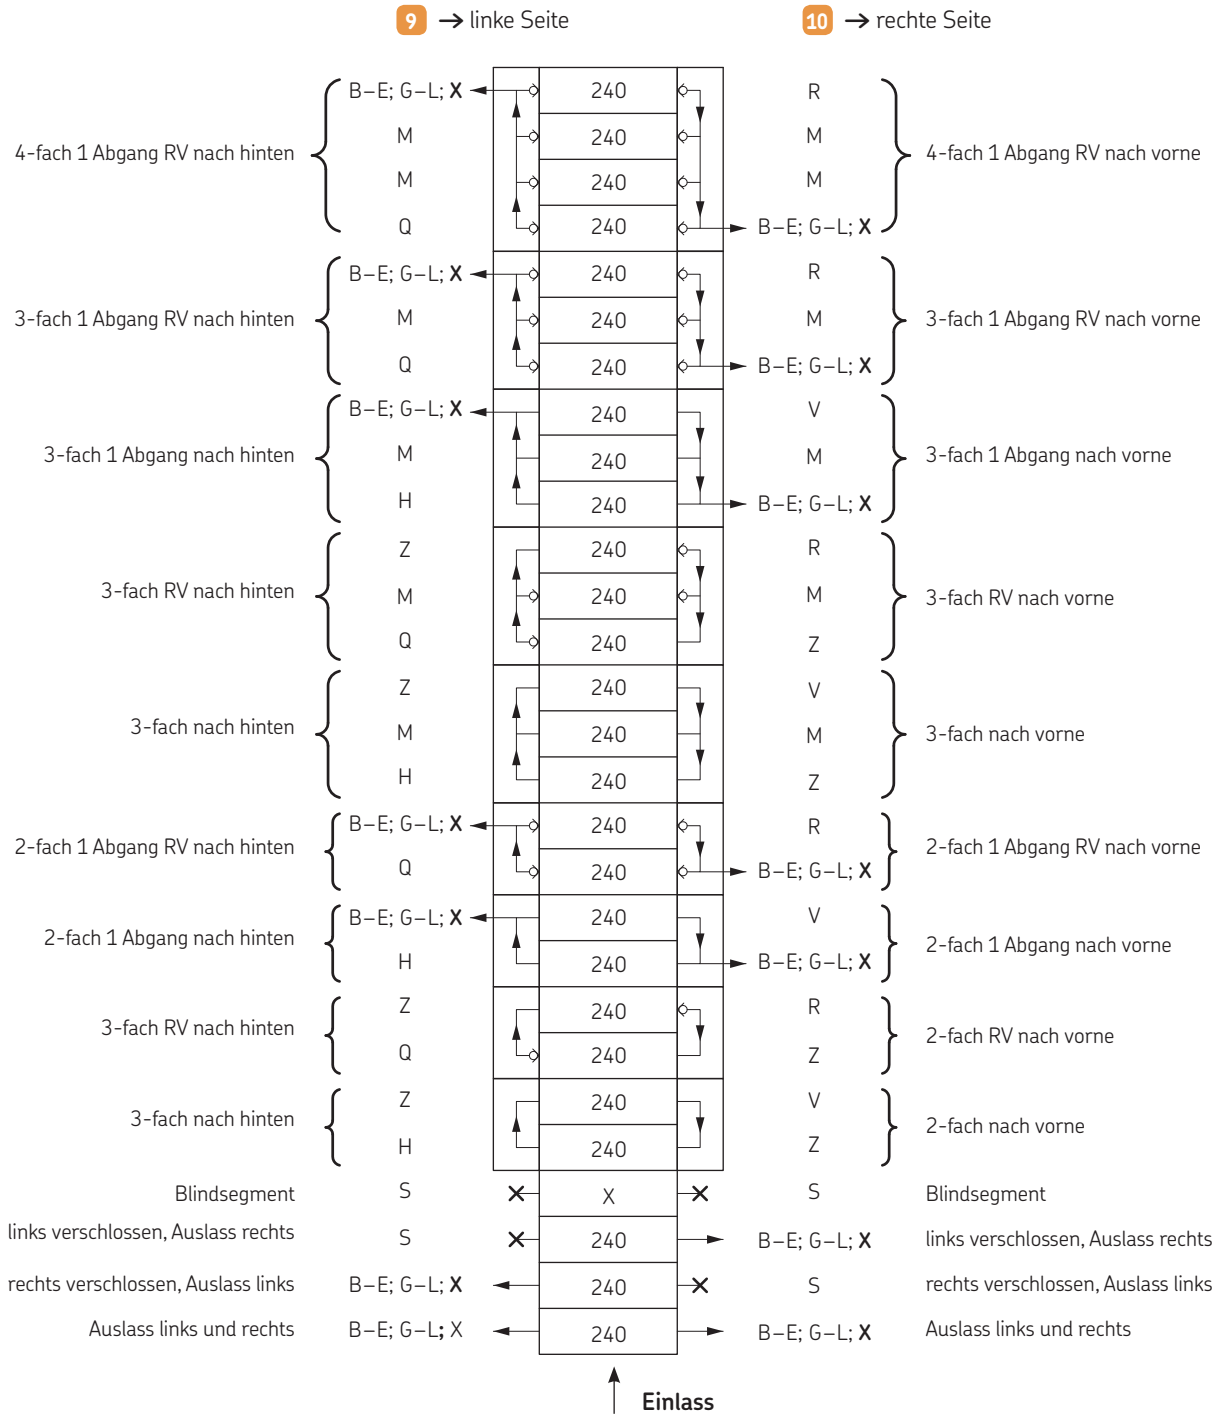 9 → linke Seite 10 → rechte Seite
B–E; G–L; X 240 R
M 240 M
4-fach 1 Abgang RV nach hinten 4-fach 1 Abgang RV nach vorne
M 240 M
Q 240 B–E; G–L; X
B–E; G–L; X 240 R
3-fach 1 Abgang RV nach hinten M 240 M 3-fach 1 Abgang RV nach vorne
Q 240 B–E; G–L; X
B–E; G–L; X 240 V
3-fach 1 Abgang nach hinten M 240 M 3-fach 1 Abgang nach vorne
H 240 B–E; G–L; X
Z 240 R
3-fach RV nach hinten M 240 M 3-fach RV nach vorne
Q 240 Z
Z 240 V
3-fach nach hinten M 240 M 3-fach nach vorne
H 240 Z
B–E; G–L; X 240 R
2-fach 1 Abgang RV nach hinten 2-fach 1 Abgang RV nach vorne
Q 240 B–E; G–L; X
B–E; G–L; X 240 V
2-fach 1 Abgang nach hinten 2-fach 1 Abgang nach vorne
H 240 B–E; G–L; X
Z 240 R
3-fach RV nach hinten 2-fach RV nach vorne
Q 240 Z
Z 240 V
3-fach nach hinten 2-fach nach vorne
H 240 Z
Blindsegment S X S Blindsegment
links verschlossen, Auslass rechts S 240 B–E; G–L; X links verschlossen, Auslass rechts
rechts verschlossen, Auslass links B–E; G–L; X 240 S rechts verschlossen, Auslass links
Auslass links und rechts B–E; G–L; X 240 B–E; G–L; X Auslass links und rechts
Einlass